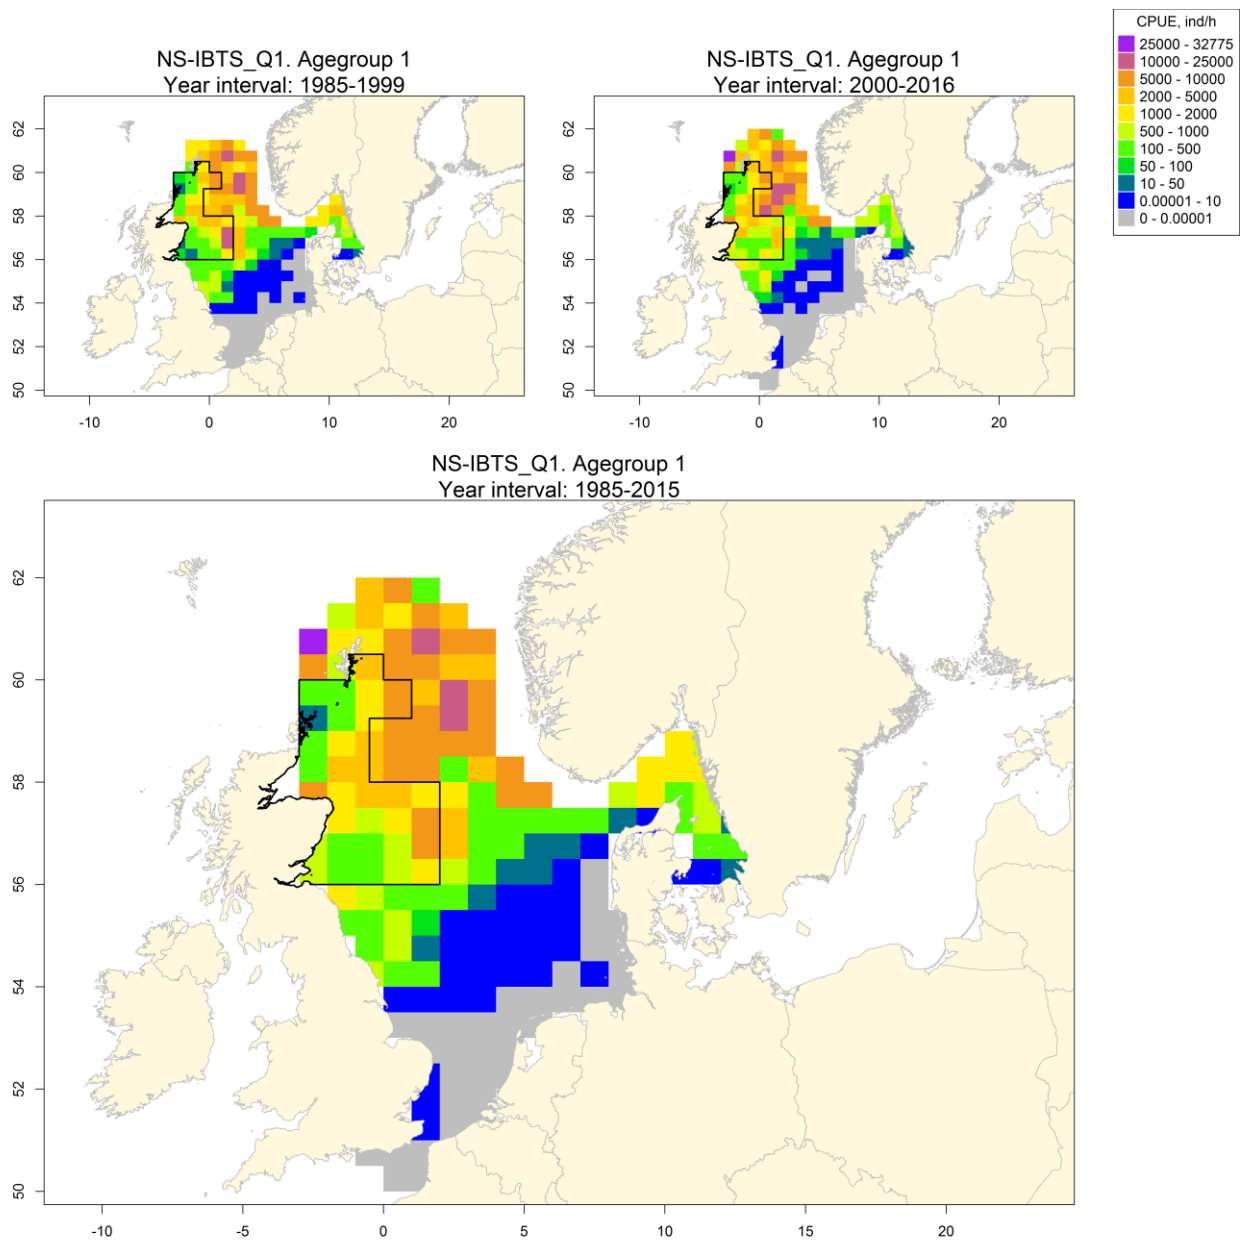 CPUE, ind/h
25000 - 32775
10000 - 25000
5000 - 10000
2000 - 5000
1000 - 2000
500 - 1000
100 - 500
50 - 100
10 - 50
0.00001 - 10
0 - 0.00001
NS-IBTS_Q1. Agegroup 1
Year interval: 1985-1999
62
60
58
56
54
52
50
-10
0
10
20
NS-IBTS_Q1. Agegroup 1
Year interval: 2000-2016
62
60
58
56
54
52
50
-10
0
10
20
NS-IBTS_Q1. Agegroup 1
Year interval: 1985-2015
62
60
58
56
54
52
50
-10
-5
0
5
10
15
20